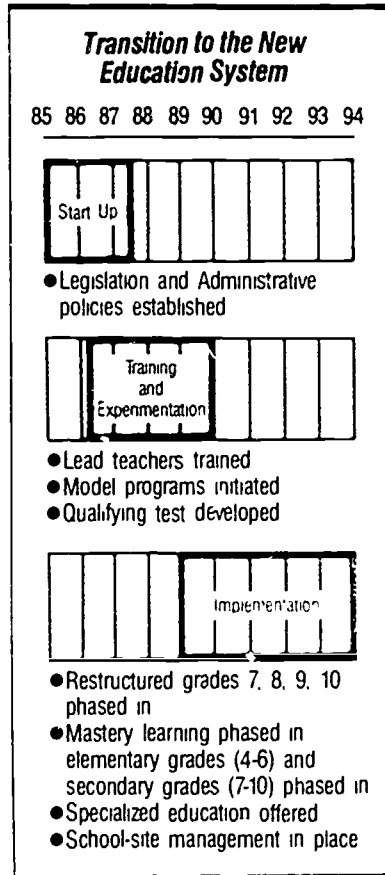 Transition to the New
Education System
85 86 87 88 89 90 91 92 93 94
Start Up
●Legislation and Administrative
policies established
Training
and
Experimentation
●Lead teachers trained
●Model programs initiated
●Qualifying test developed
Implementation
●Restructured grades 7, 8, 9, 10
phased in
●Mastery learning phased in
elementary grades (4-6) and
secondary grades (7-10) phased in
●Specialized education offered
●School-site management in place